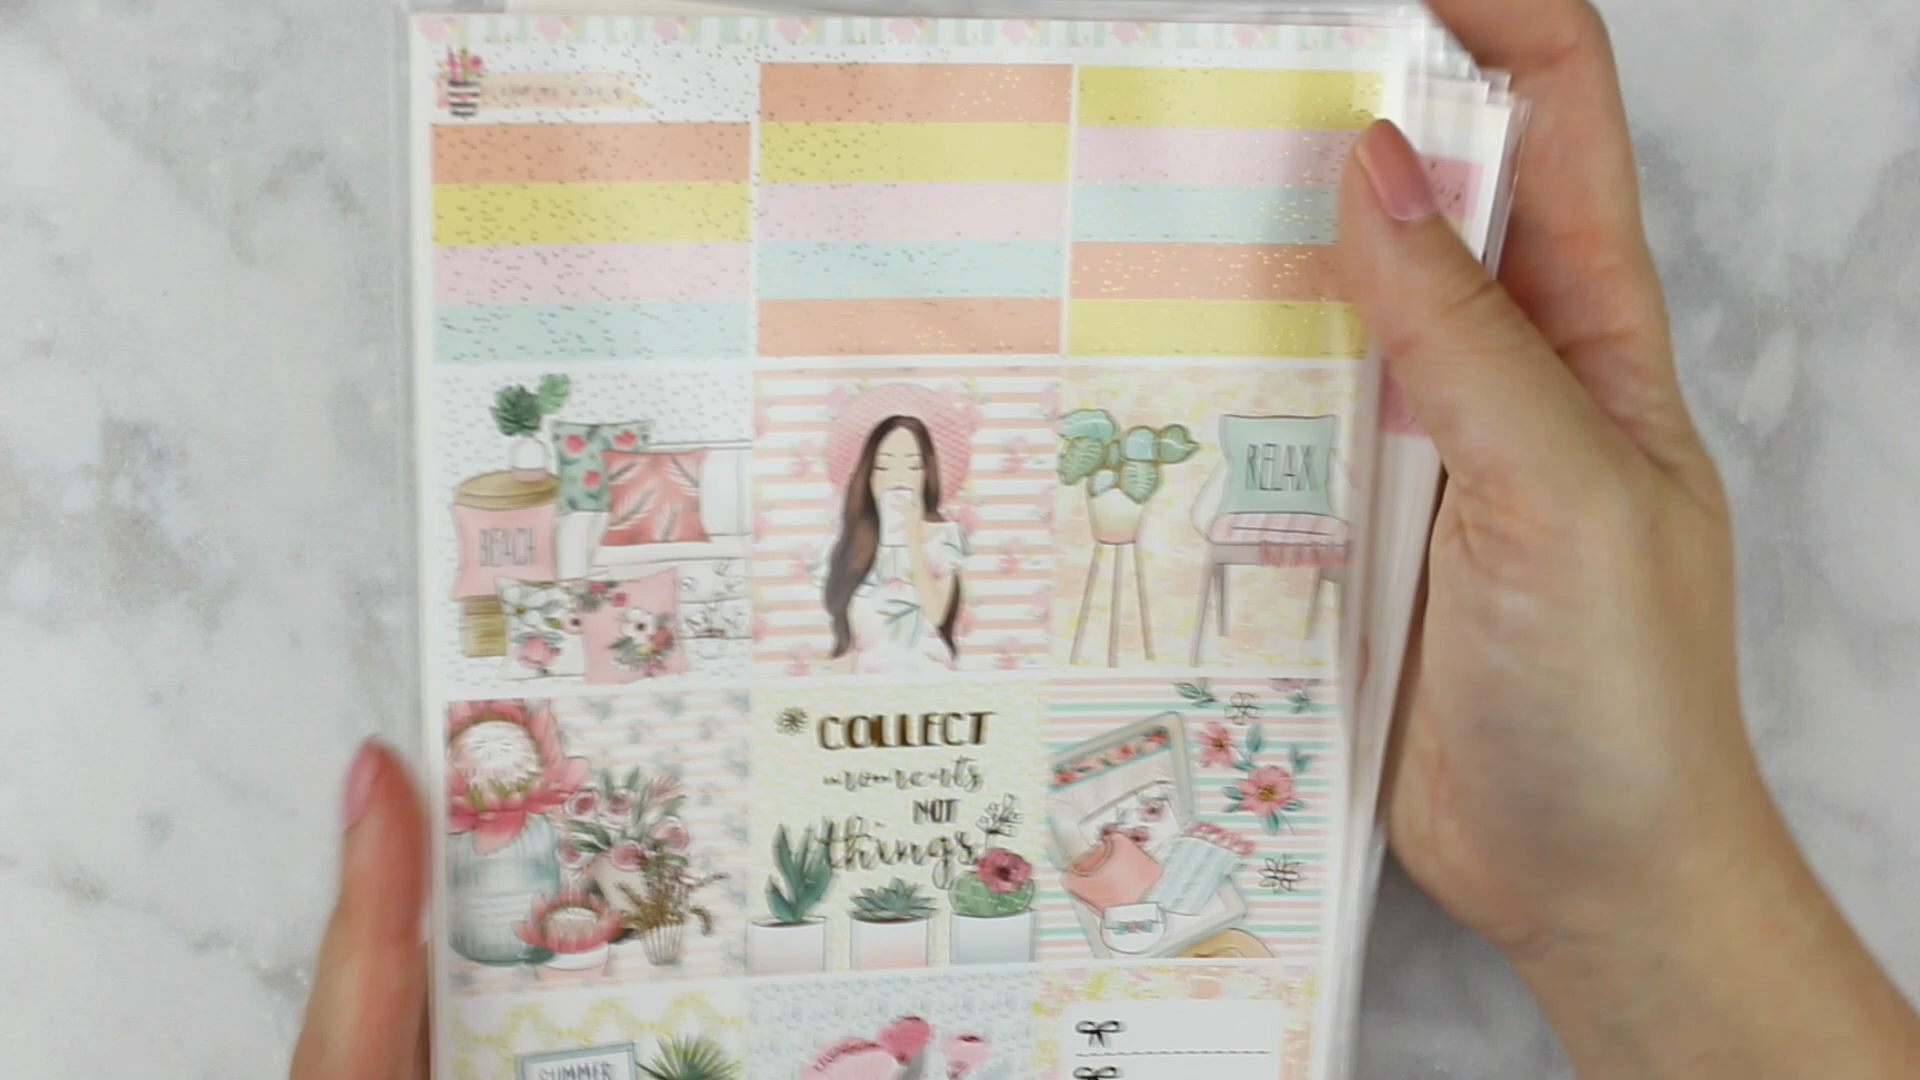 BEACH
RELAX
COLLECT
moments
NOT
things
SUMMER